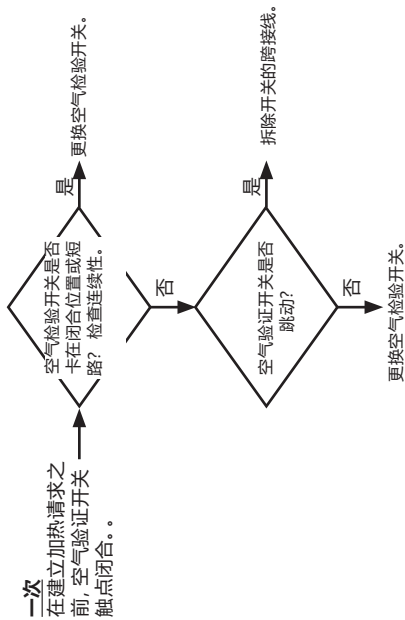 一次
在建立加热请求之
前，空气验证开关
触点闭合。。
空气检验开关是否
卡在闭合位置或短
路？ 检查连续性。
是
更换空气检验开关。
否
空气验证开关是否
跳动？
是
拆除开关的跨接线。
否
更换空气检验开关。